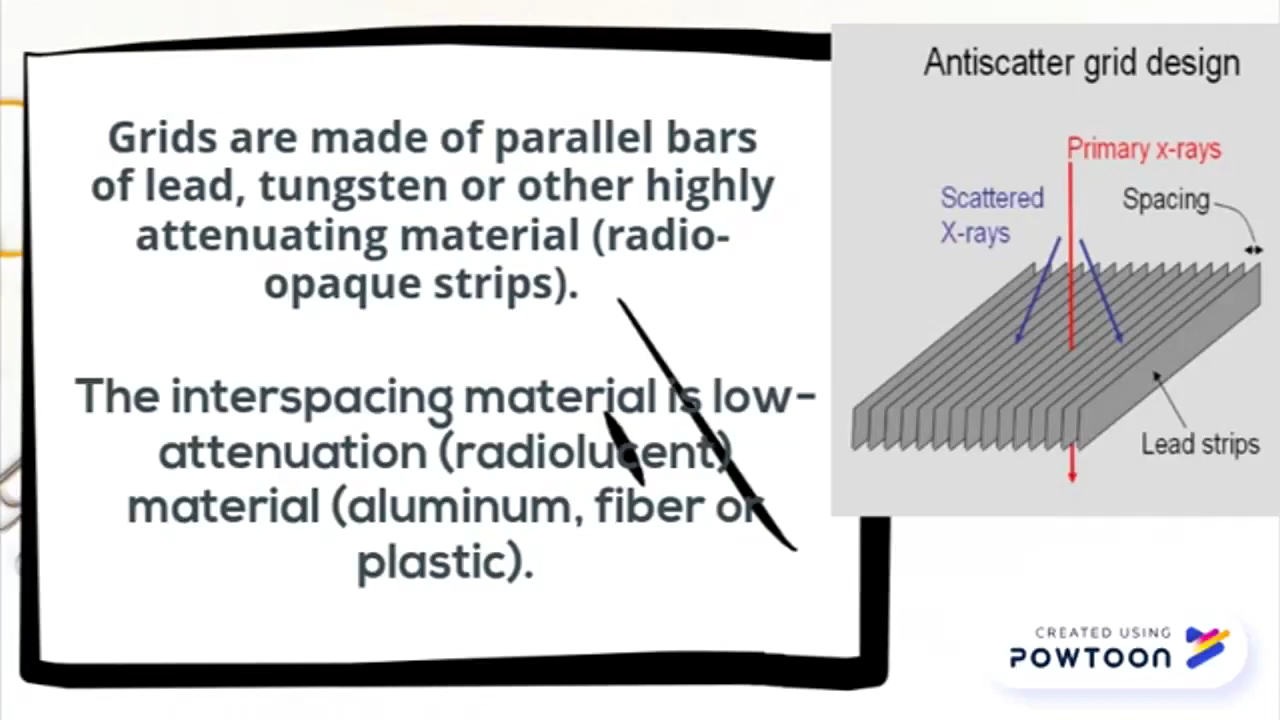 Grids are made of parallel bars
of lead, tungsten or other highly
attenuating material (radio-
opaque strips).
The interspacing material is low-
attenuation (radiolucent)
material (aluminum, fiber or
plastic).
Antiscatter grid design
Primary x-rays
Scattered
X-rays
Spacing
Lead strips
CREATED USING
POWTOON